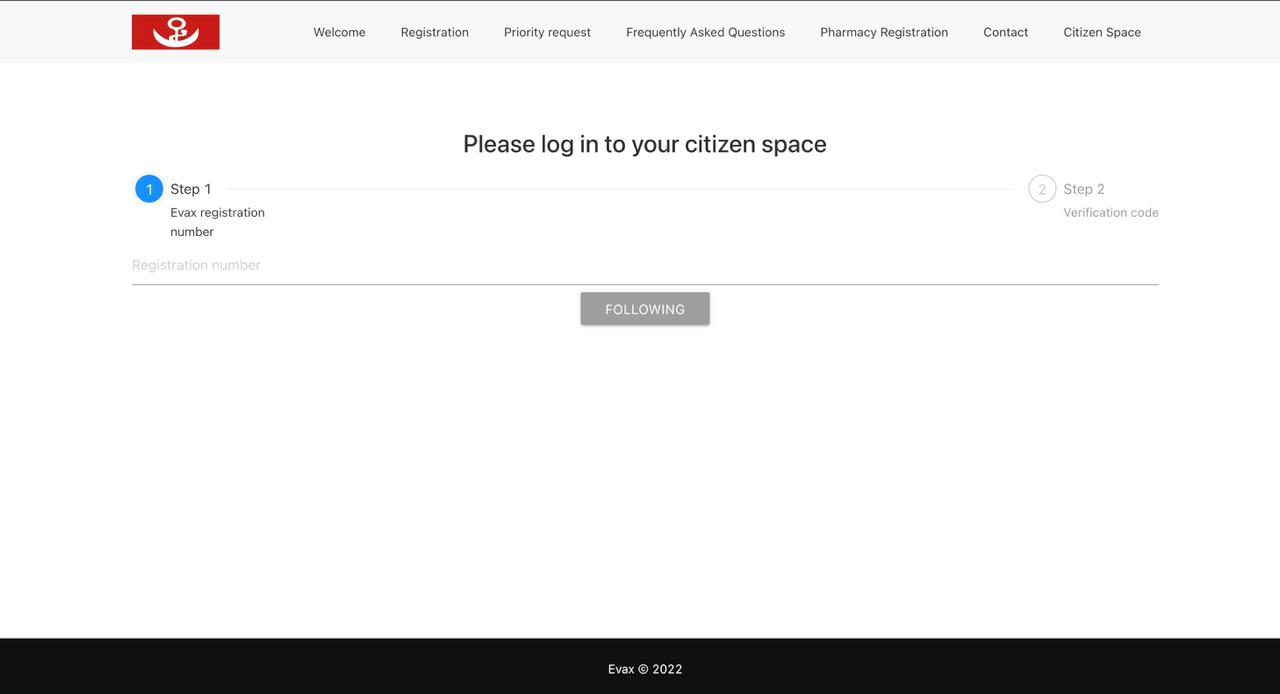 Welcome Registration Priority request Frequently Asked Questions Pharmacy Registration Contact Citizen Space
Please log in to your citizen space
1 Step 1
Evax registration
number
2 Step 2
Verification code
Registration number
FOLLOWING
Evax © 2022